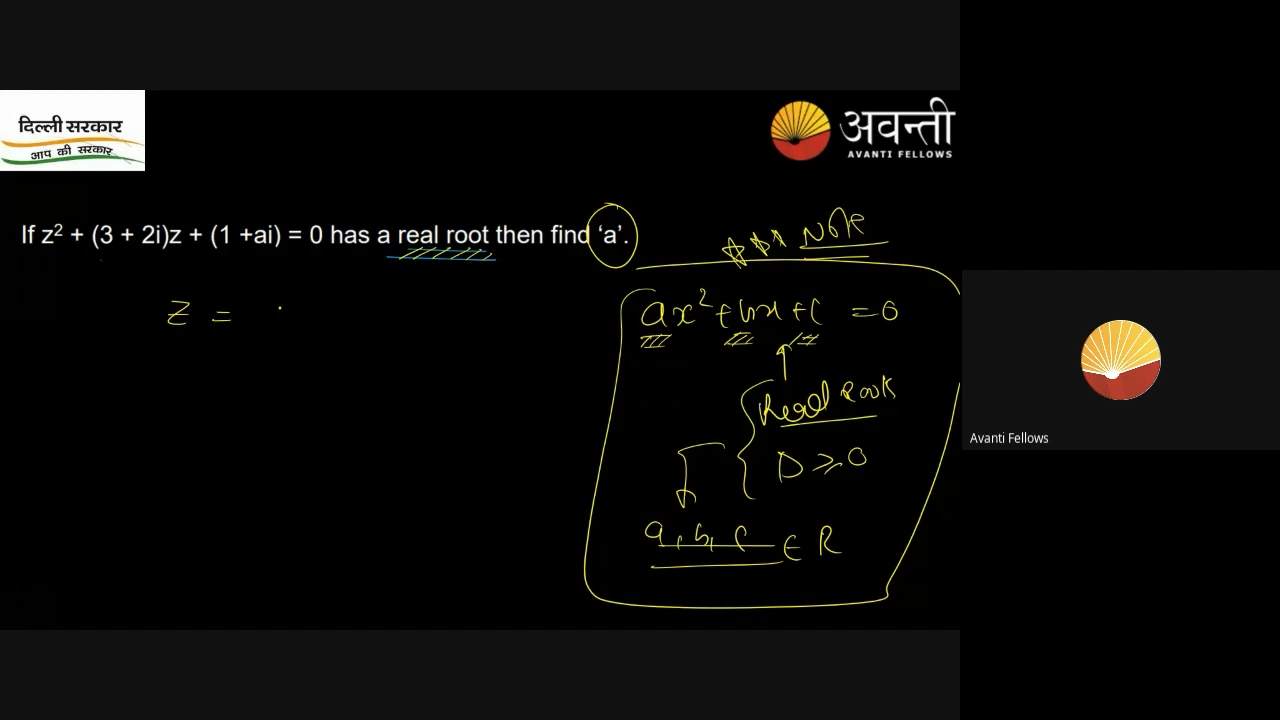 दिल्ली सरकार
आप की सरकार
अवन्ती
AVANTI FELLOWS
If z² + (3 + 2i)z + (1 +ai) = 0 has a real root then find ‘a’.
Note
z =
ax² + bx + c = 0
Real roots
D ≥ 0
a, b, c ∈ R
Avanti Fellows